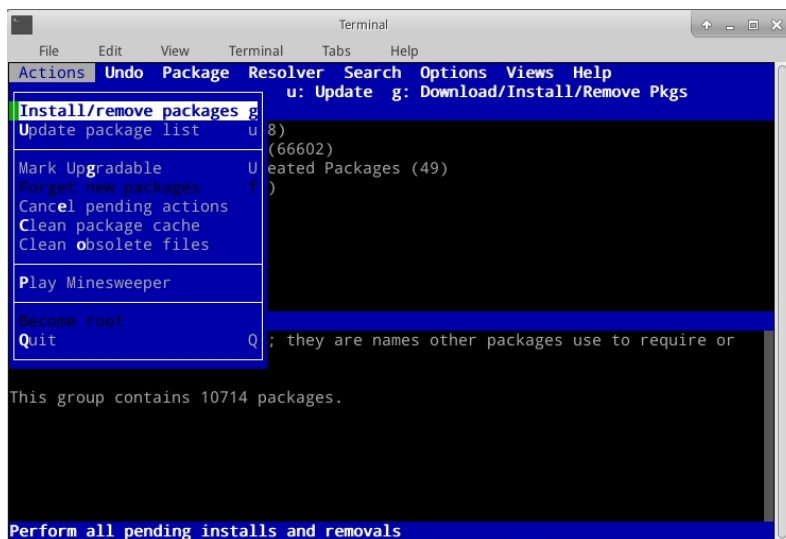 Terminal
File Edit View Terminal Tabs Help
Actions Undo Package Resolver Search Options Views Help
u: Update g: Download/Install/Remove Pkgs
Install/remove packages g
Update package list u 8)
(66602)
Mark Upgradable U eated Packages (49)
Forget new packages f )
Cancel pending actions
Clean package cache
Clean obsolete files
Play Minesweeper
Become root
Quit Q ; they are names other packages use to require or
This group contains 10714 packages.
Perform all pending installs and removals